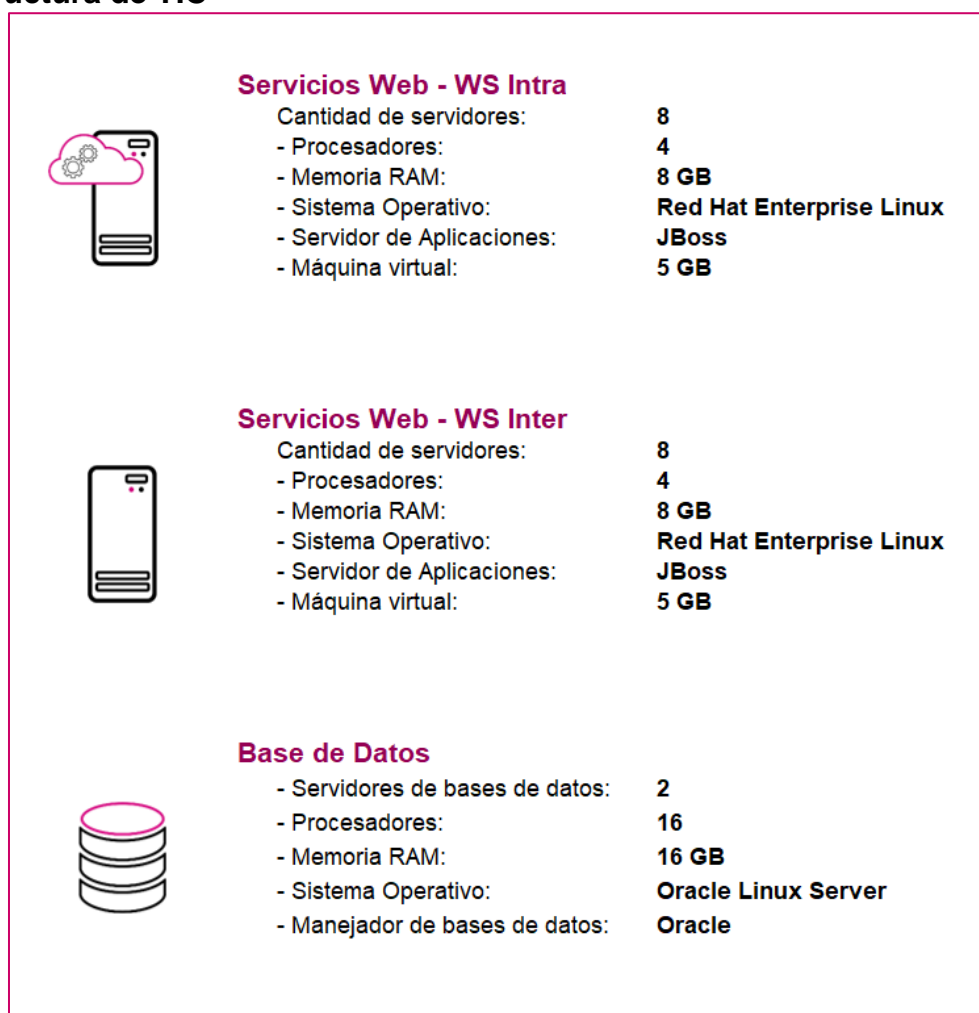 Servicios Web - WS Intra
Cantidad de servidores: 8
- Procesadores: 4
- Memoria RAM: 8 GB
- Sistema Operativo: Red Hat Enterprise Linux
- Servidor de Aplicaciones: JBoss
- Máquina virtual: 5 GB
Servicios Web - WS Inter
Cantidad de servidores: 8
- Procesadores: 4
- Memoria RAM: 8 GB
- Sistema Operativo: Red Hat Enterprise Linux
- Servidor de Aplicaciones: JBoss
- Máquina virtual: 5 GB
Base de Datos
- Servidores de bases de datos: 2
- Procesadores: 16
- Memoria RAM: 16 GB
- Sistema Operativo: Oracle Linux Server
- Manejador de bases de datos: Oracle